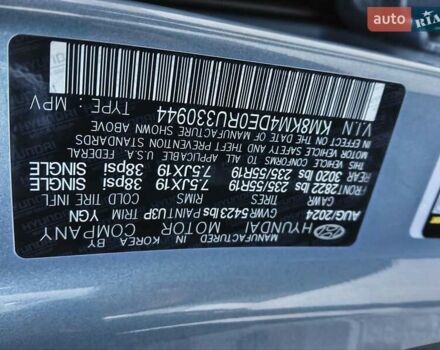 auto RIA
MANUFACTURED IN KOREA BY
HYUNDAI MOTOR COMPANY
AUG/2024 GVWR 5423 lbs PAINT U3P TRIM YGN
GAWR TIRES RIMS COLD TIRE INFL
FRONT 2822 lbs 235/55R19 7.5JX19 38psi SINGLE
REAR 3020 lbs 235/55R19 7.5JX19 38psi SINGLE
THIS VEHICLE CONFORMS TO ALL APPLICABLE U.S.A. FEDERAL
MOTOR VEHICLE SAFETY AND THEFT PREVENTION STANDARDS
IN EFFECT ON THE DATE OF MANUFACTURE SHOWN ABOVE
V.I.N. KM8KM4DE0RU330944 TYPE : MPV